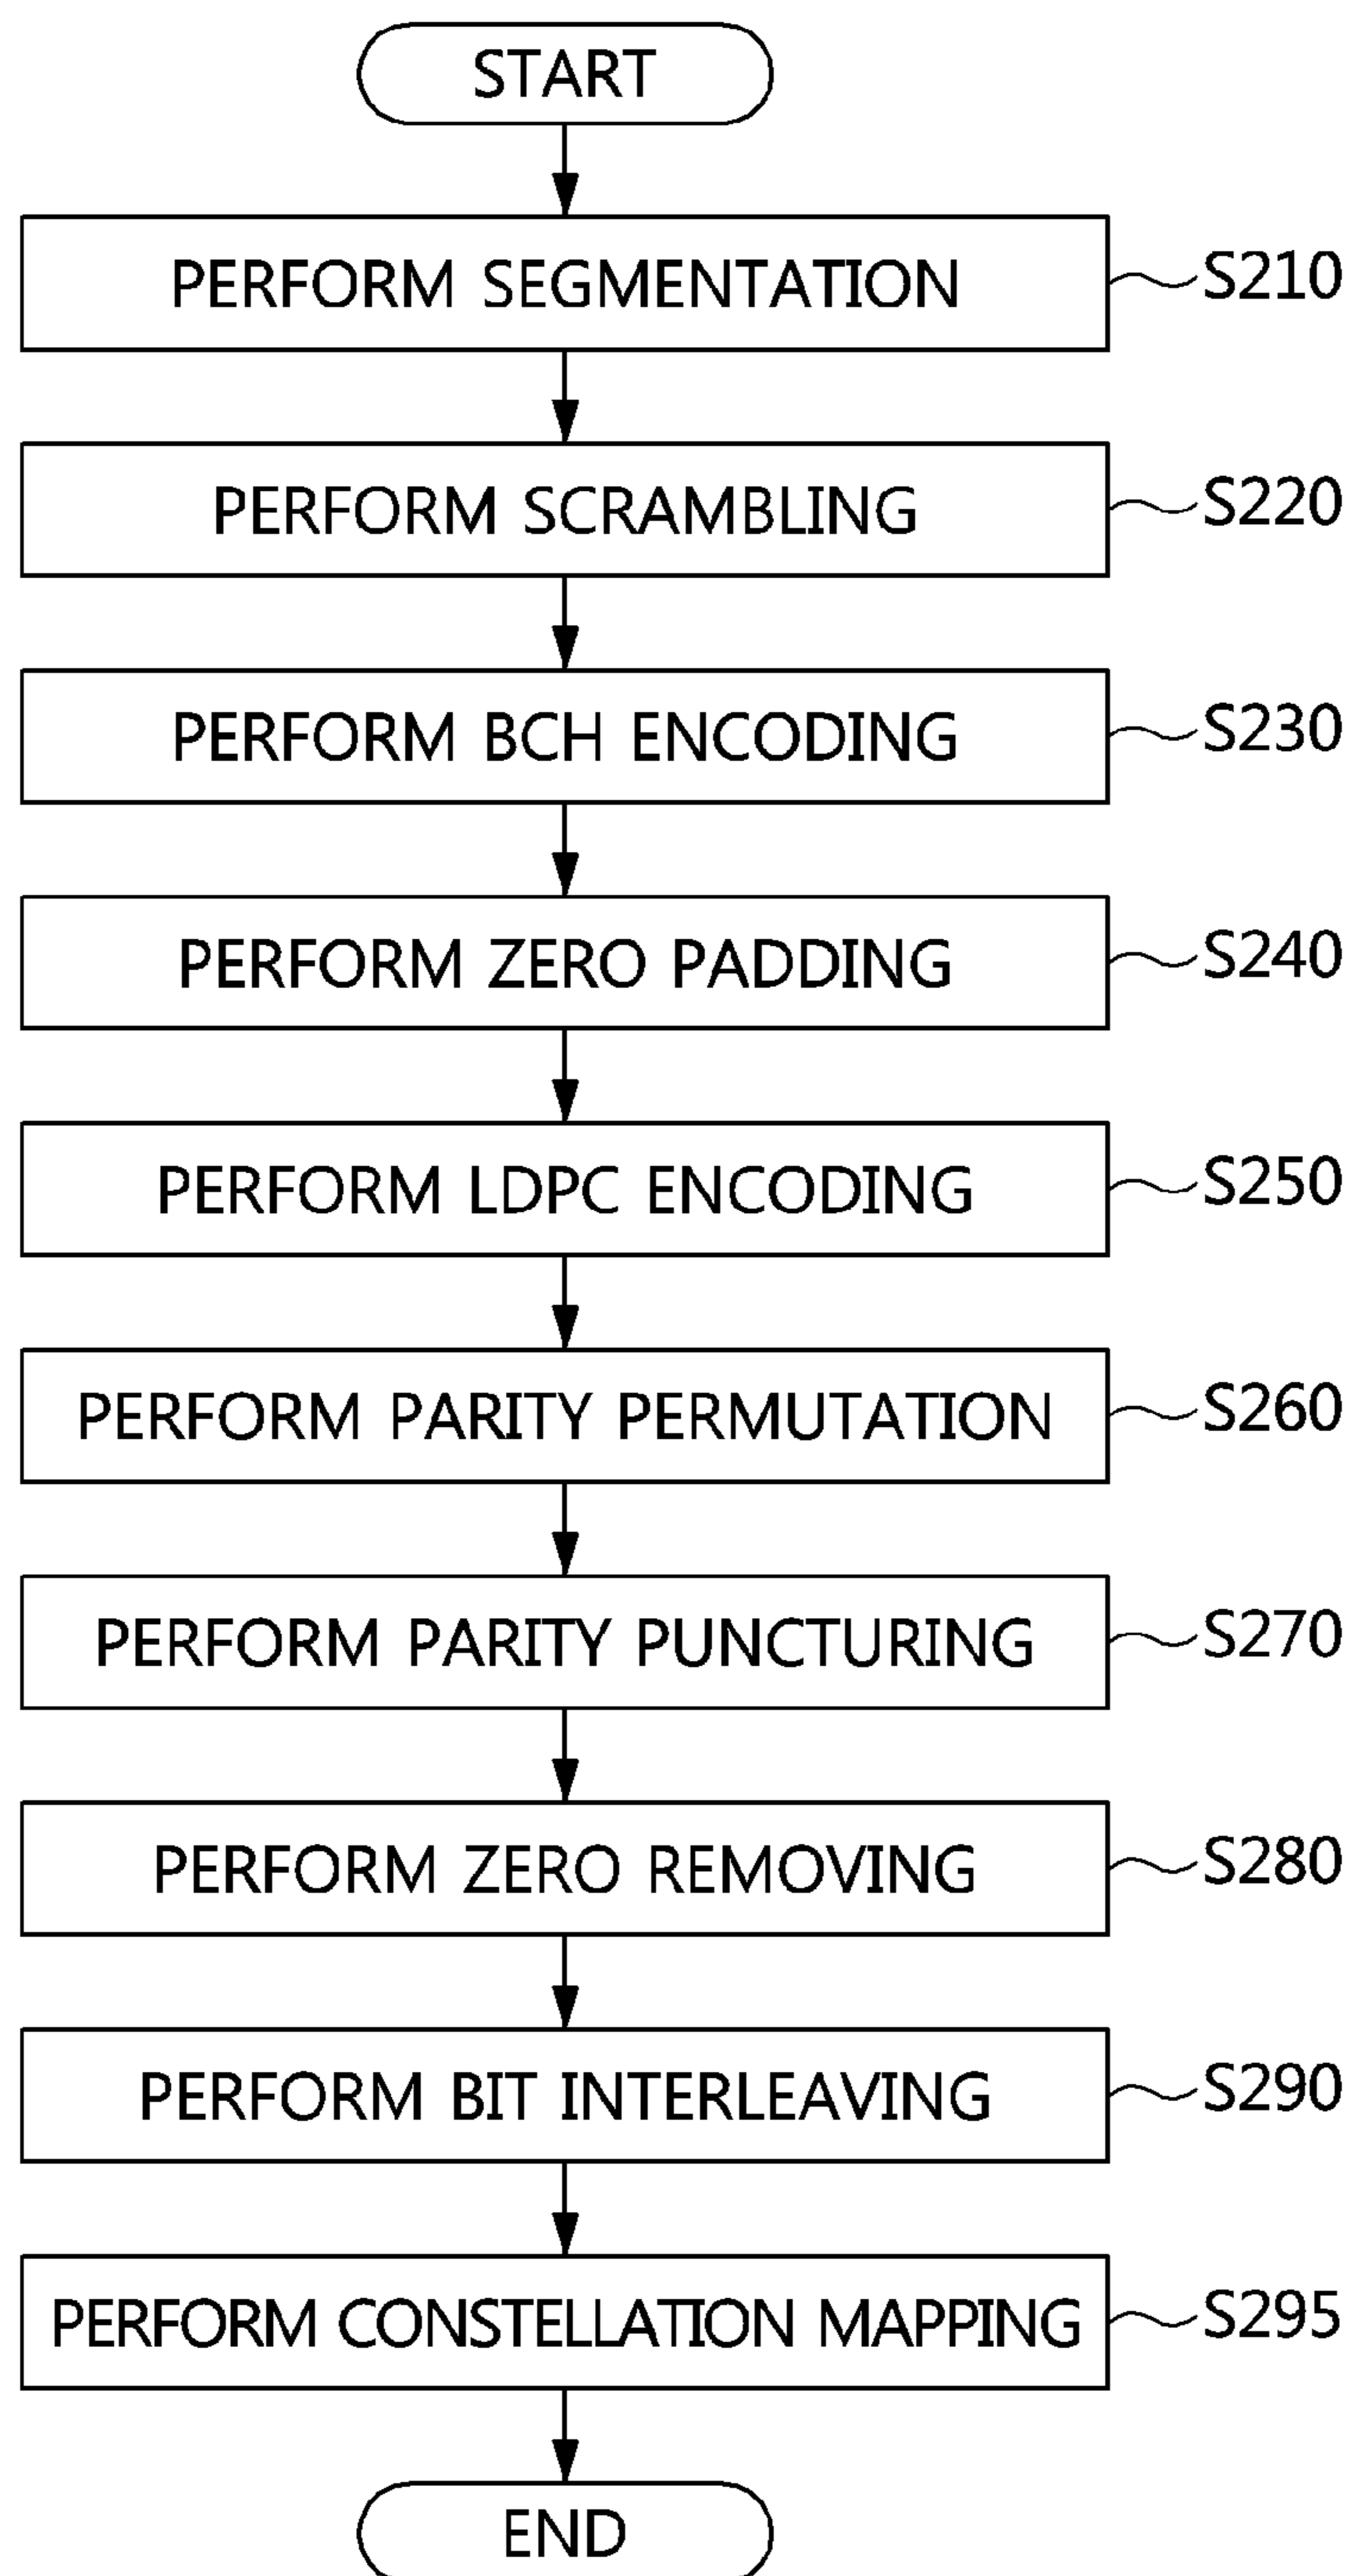 START
PERFORM SEGMENTATION S210
PERFORM SCRAMBLING S220
PERFORM BCH ENCODING S230
PERFORM ZERO PADDING S240
PERFORM LDPC ENCODING S250
PERFORM PARITY PERMUTATION S260
PERFORM PARITY PUNCTURING S270
PERFORM ZERO REMOVING S280
PERFORM BIT INTERLEAVING S290
PERFORM CONSTELLATION MAPPING S295
END